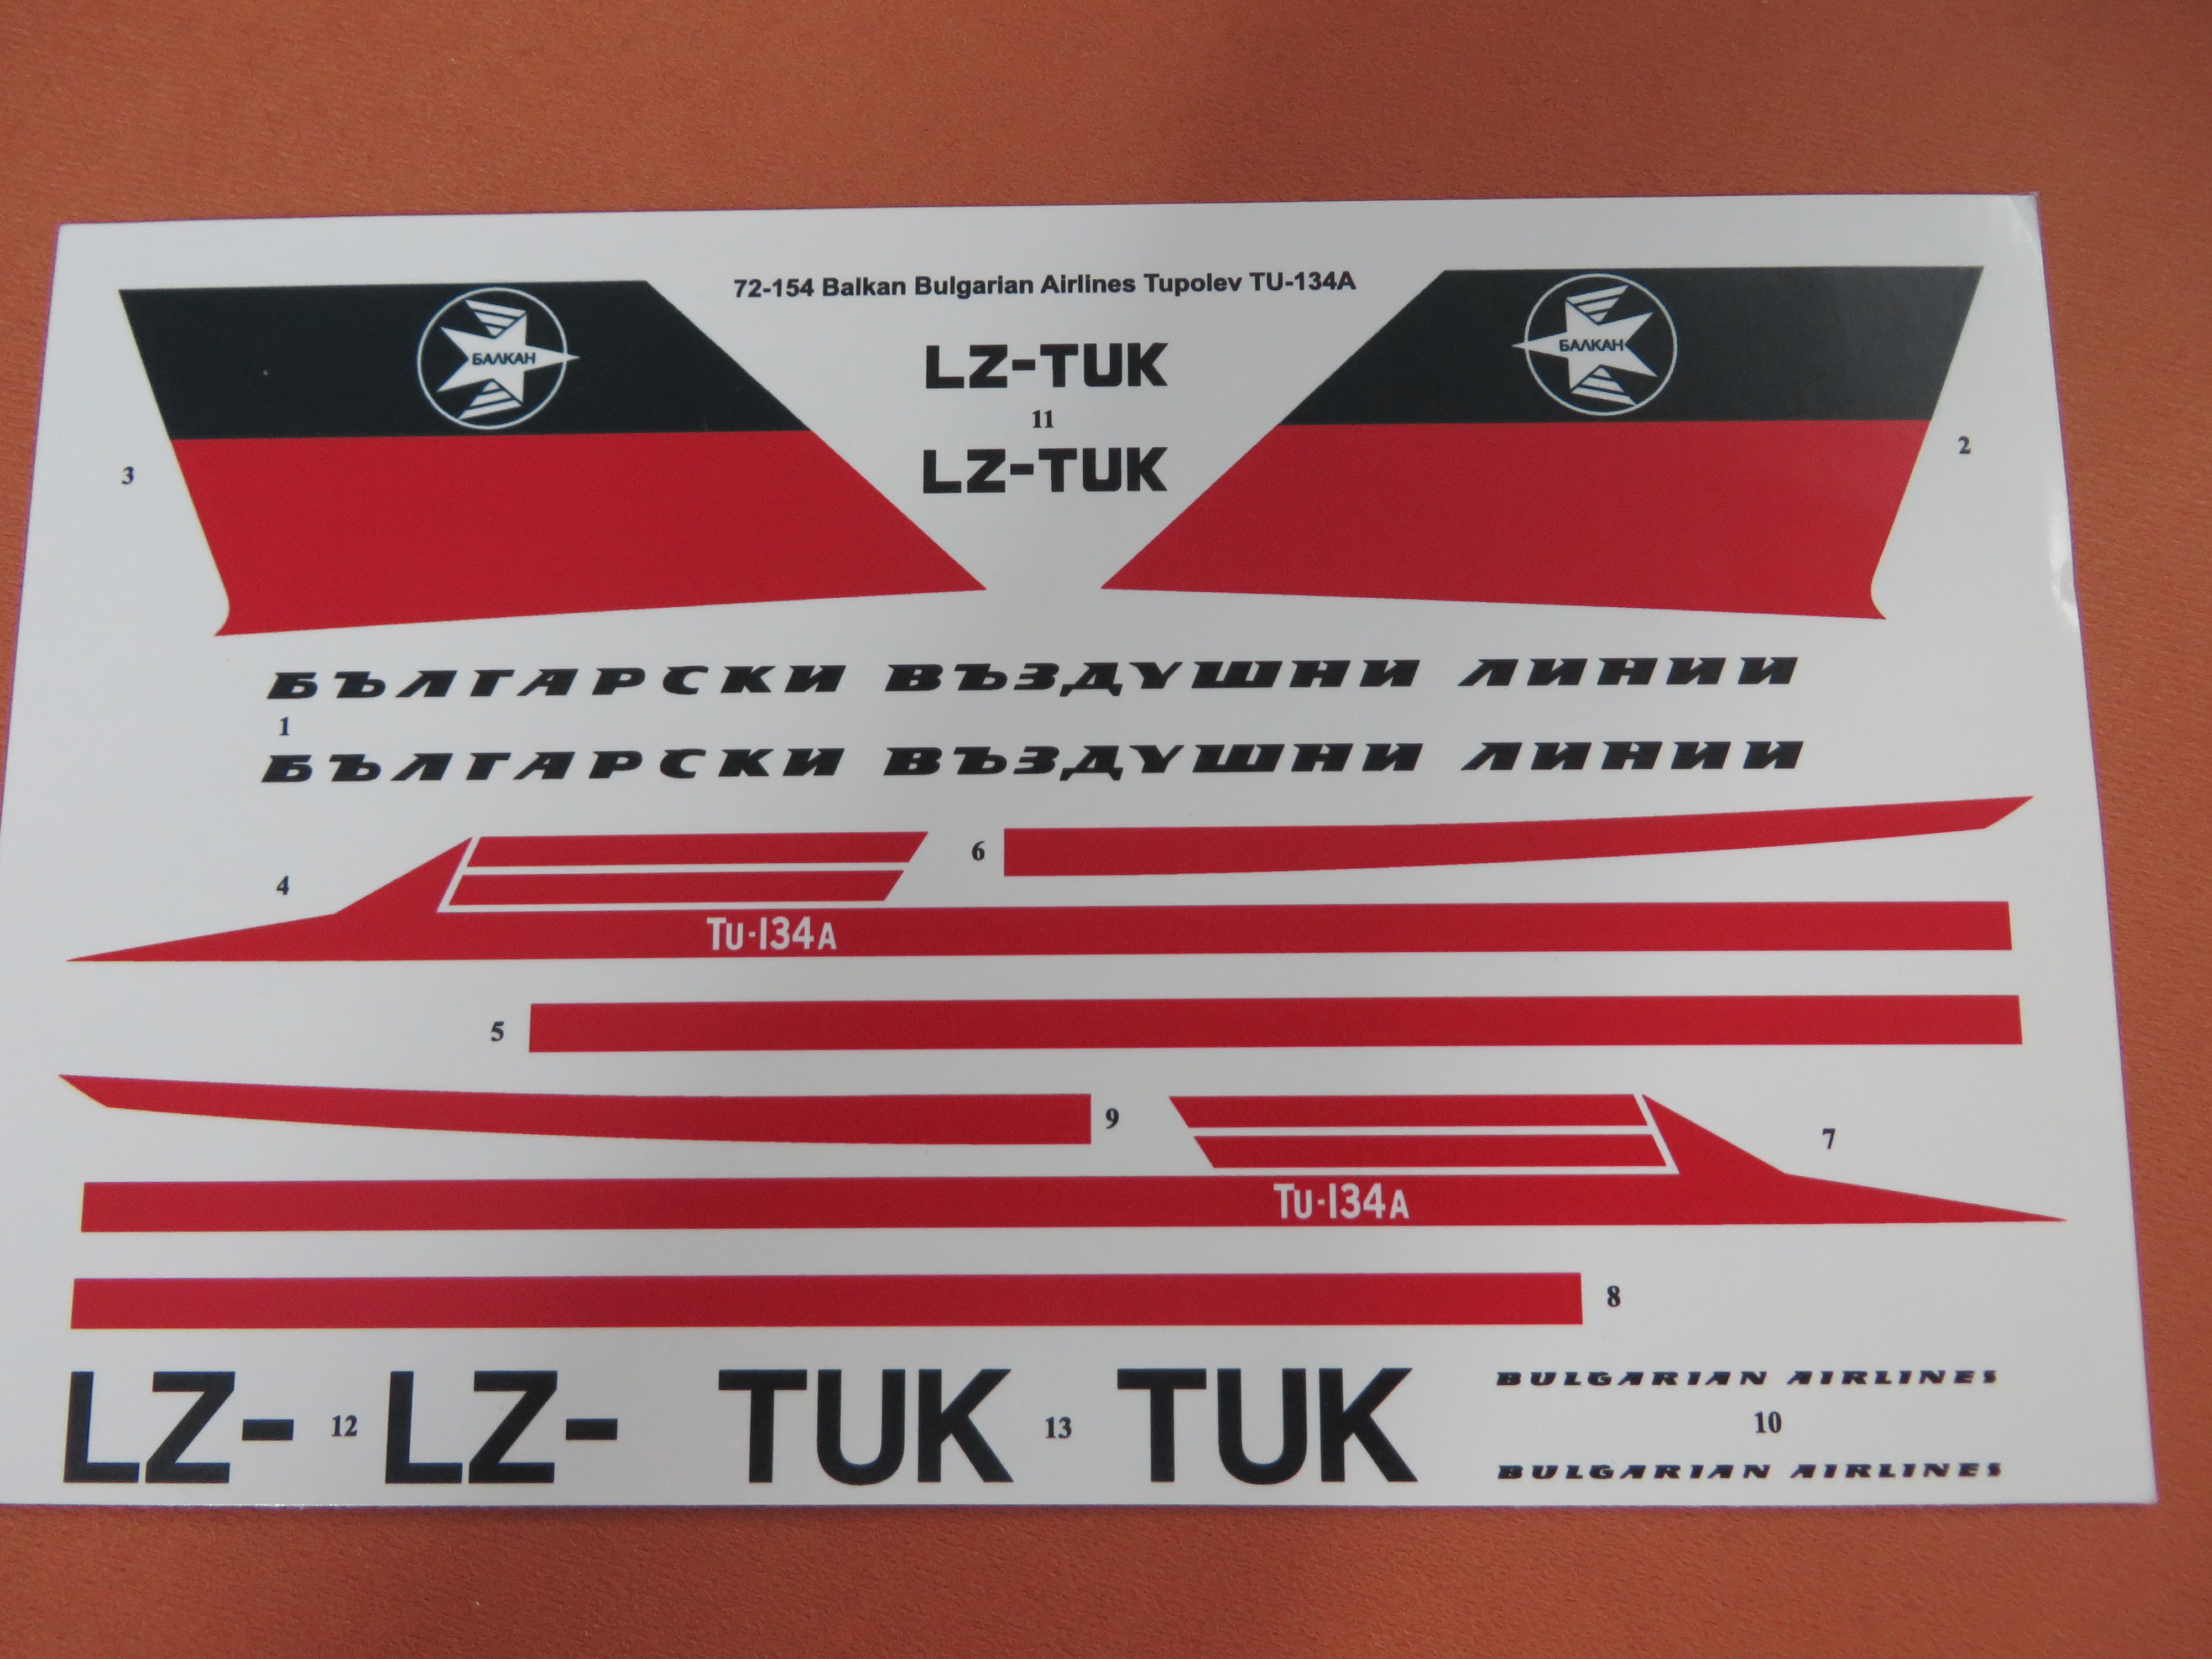 72-154 Balkan Bulgarian Airlines Tupolev TU-134A
БАЛКАН
БАЛКАН
LZ-TUK
11
LZ-TUK
3
2
БЪЛГАРСКИ ВЪЗДУШНИ ЛИНИИ
1
БЪЛГАРСКИ ВЪЗДУШНИ ЛИНИИ
6
4
TU-134A
5
9
7
TU-134A
8
LZ- 12 LZ- TUK 13 TUK
BULGARIAN AIRLINES
10
BULGARIAN AIRLINES